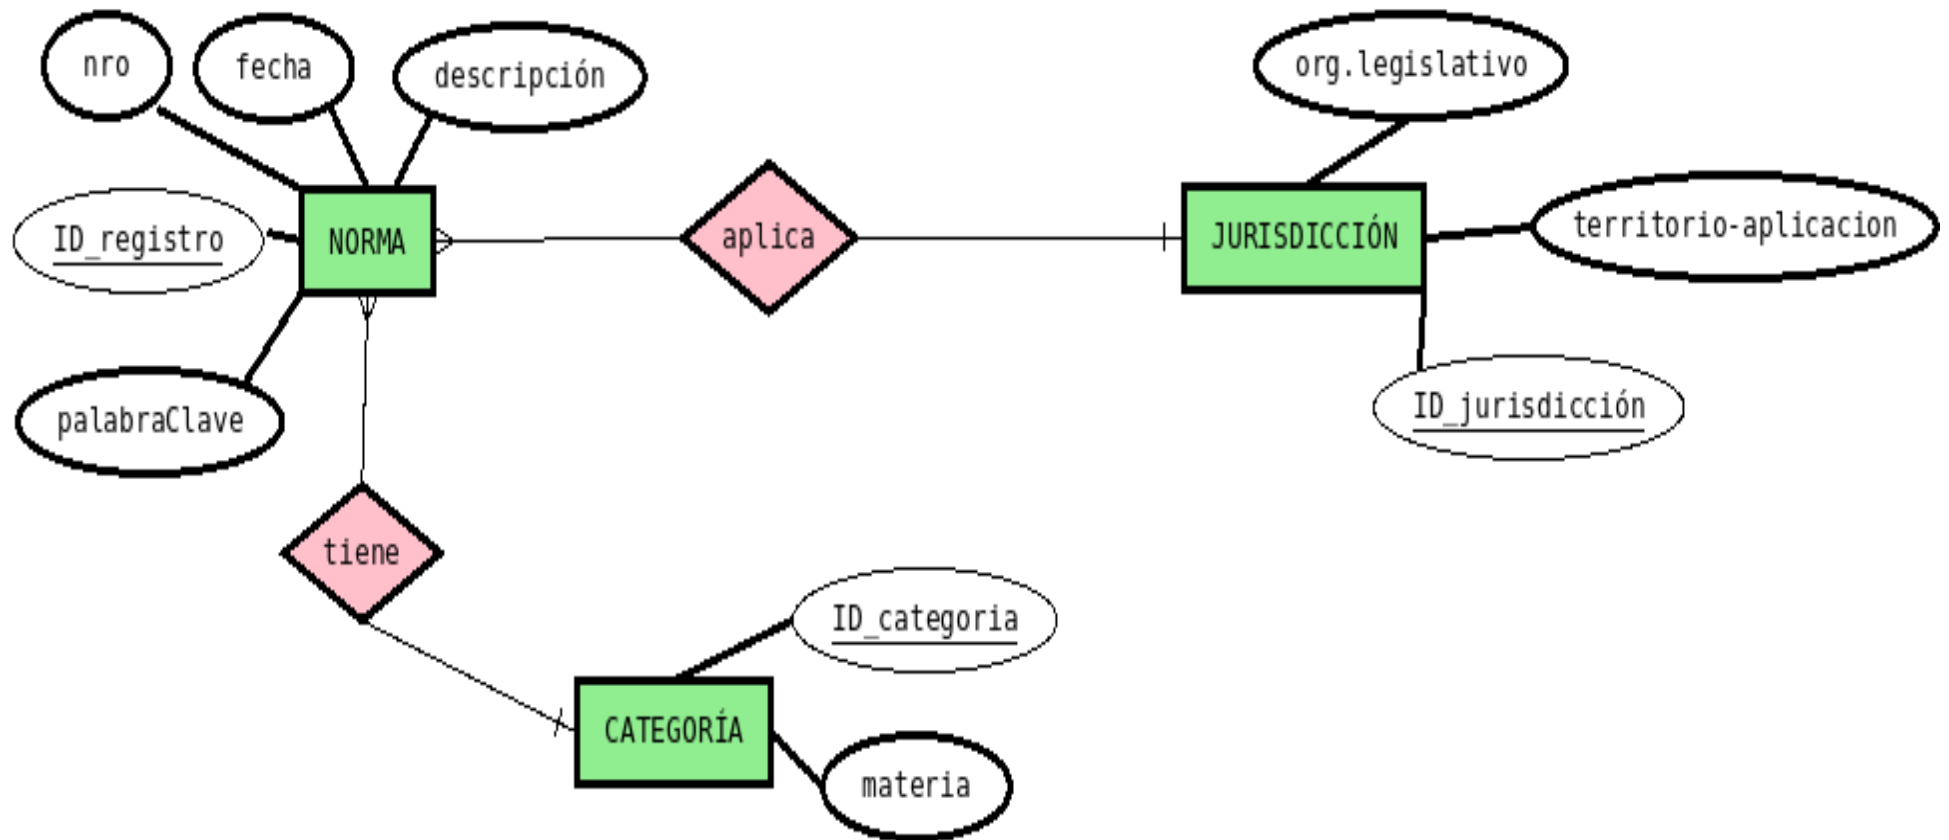 nro
fecha
descripción
org.legislativo
ID_registro
NORMA
aplica
JURISDICCIÓN
territorio-aplicacion
palabraClave
ID_jurisdicción
tiene
ID_categoria
CATEGORÍA
materia